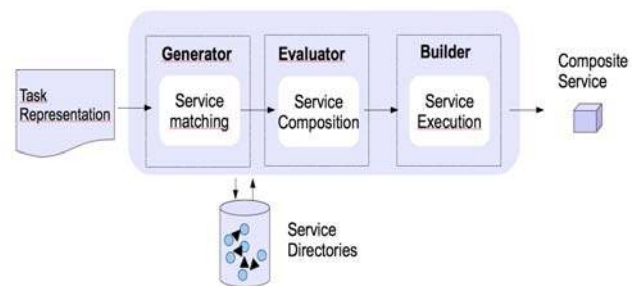 Generator
Evaluator
Builder
Task
Representation
Service
matching
Service
Composition
Service
Execution
Composite
Service
Service
Directories